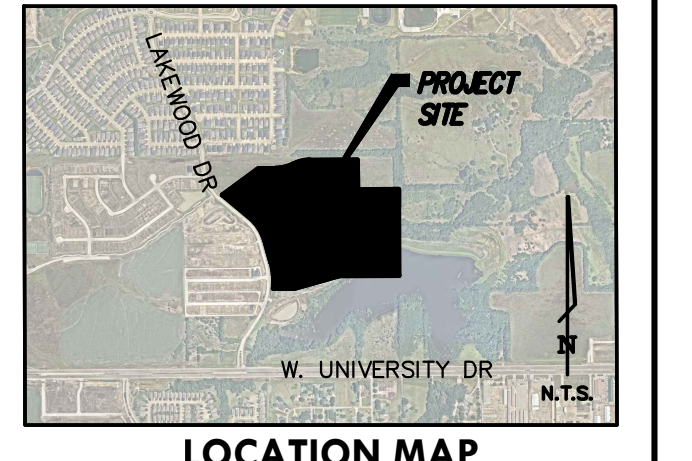 LAKEWOOD DR
PROJECT
SITE
W. UNIVERSITY DR
N
N.T.S.
LOCATION MAP